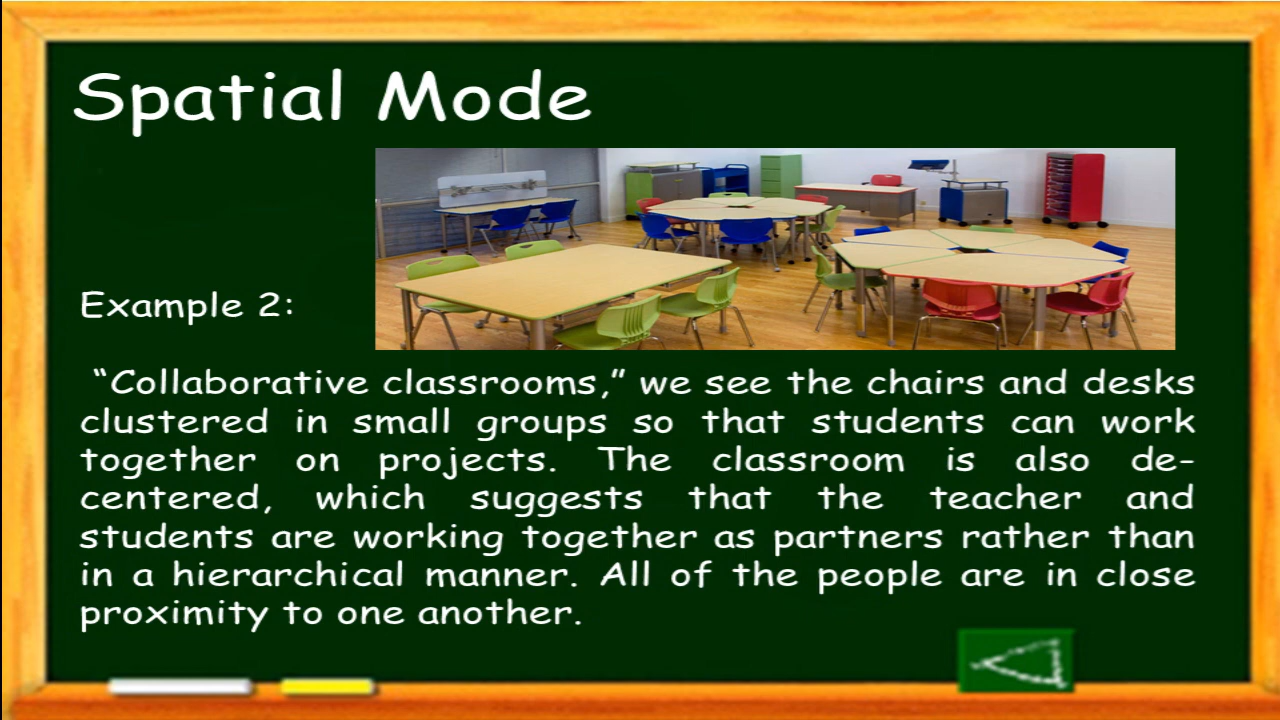 Spatial Mode
Example 2:
“Collaborative classrooms,” we see the chairs and desks
clustered in small groups so that students can work
together on projects. The classroom is also de-
centered, which suggests that the teacher and
students are working together as partners rather than
in a hierarchical manner. All of the people are in close
proximity to one another.